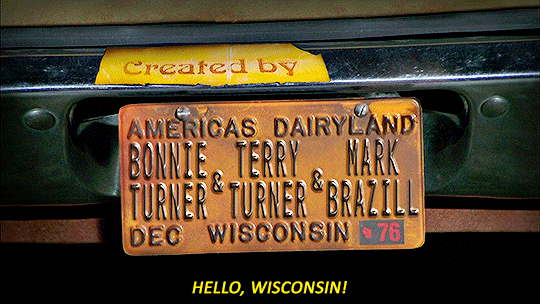 Created by
AMERICAS DAIRYLAND
BONNIE TERRY MARK
& &
TURNER TURNER BRAZILL
DEC WISCONSIN 76
HELLO, WISCONSIN!